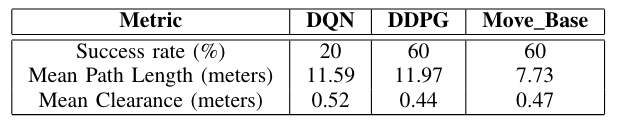 Metric DQN DDPG Move_Base
Success rate (%) 20 60 60
Mean Path Length (meters) 11.59 11.97 7.73
Mean Clearance (meters) 0.52 0.44 0.47